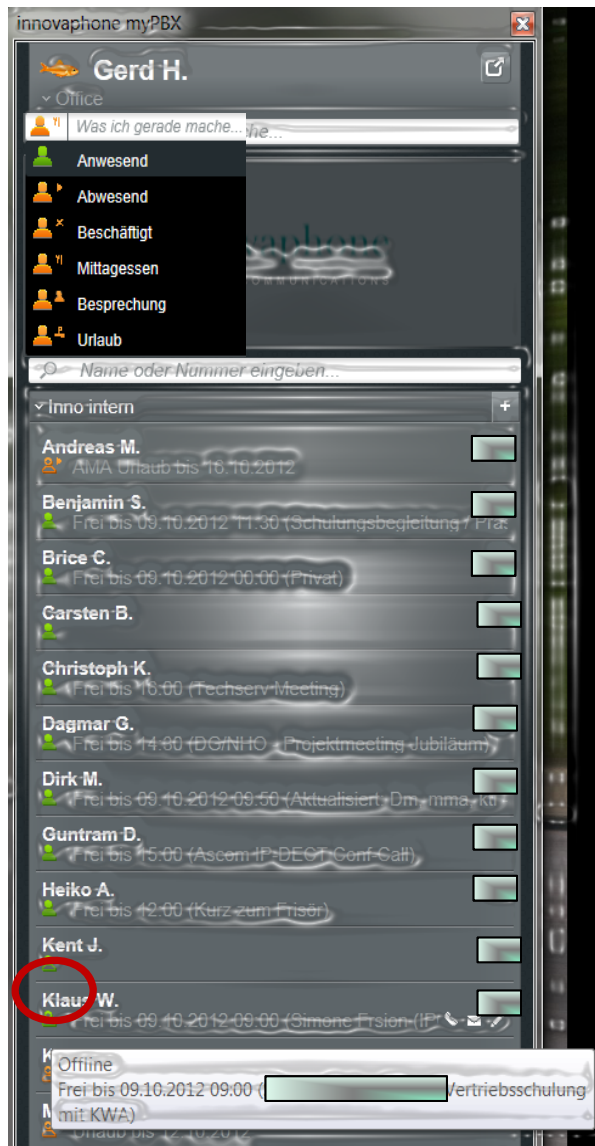 innovaphone myPBX
Gerd H.
Office
Was ich gerade mache...
Anwesend
Abwesend
Beschäftigt
Mittagessen
Besprechung
Urlaub
COMMUNICATIONS
Name oder Nummer eingeben...
Inno intern
+
Andreas M.
AMA Urlaub bis 16.10.2012
Benjamin S.
Frei bis 09.10.2012 11:30 (Schulungsbegleitung /
Brice C.
Frei bis 09.10.2012 00:00 (Privat)
Carsten B.
Christoph K.
Frei bis 16:00 (Techserv Meeting)
Dagmar G.
Frei bis 14:30 (DG/NHO - Projektmeeting Jubiläum)
Dirk M.
Frei bis 09.10.2012 09:50 (Aktualisiert:
Guntram D.
Frei bis 15:00 (Ascom IP-DECT Conf-Call)
Heiko A.
Frei bis 12:00 (Kurz zum Frisör)
Kent J.
Klaus W.
Frei bis 09.10.2012 09:00 (Simone
Offline
Frei bis 09.10.2012 09:00 ( Vertriebsschulung
mit KWA)
Urlaub bis 12.10.2012